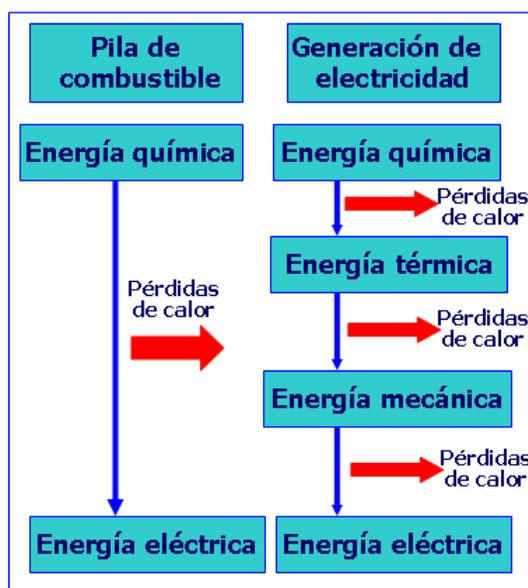 Pila de
combustible
Energía química
Pérdidas
de calor
Energía eléctrica
Generación de
electricidad
Energía química
Pérdidas
de calor
Energía térmica
Pérdidas
de calor
Energía mecánica
Pérdidas
de calor
Energía eléctrica